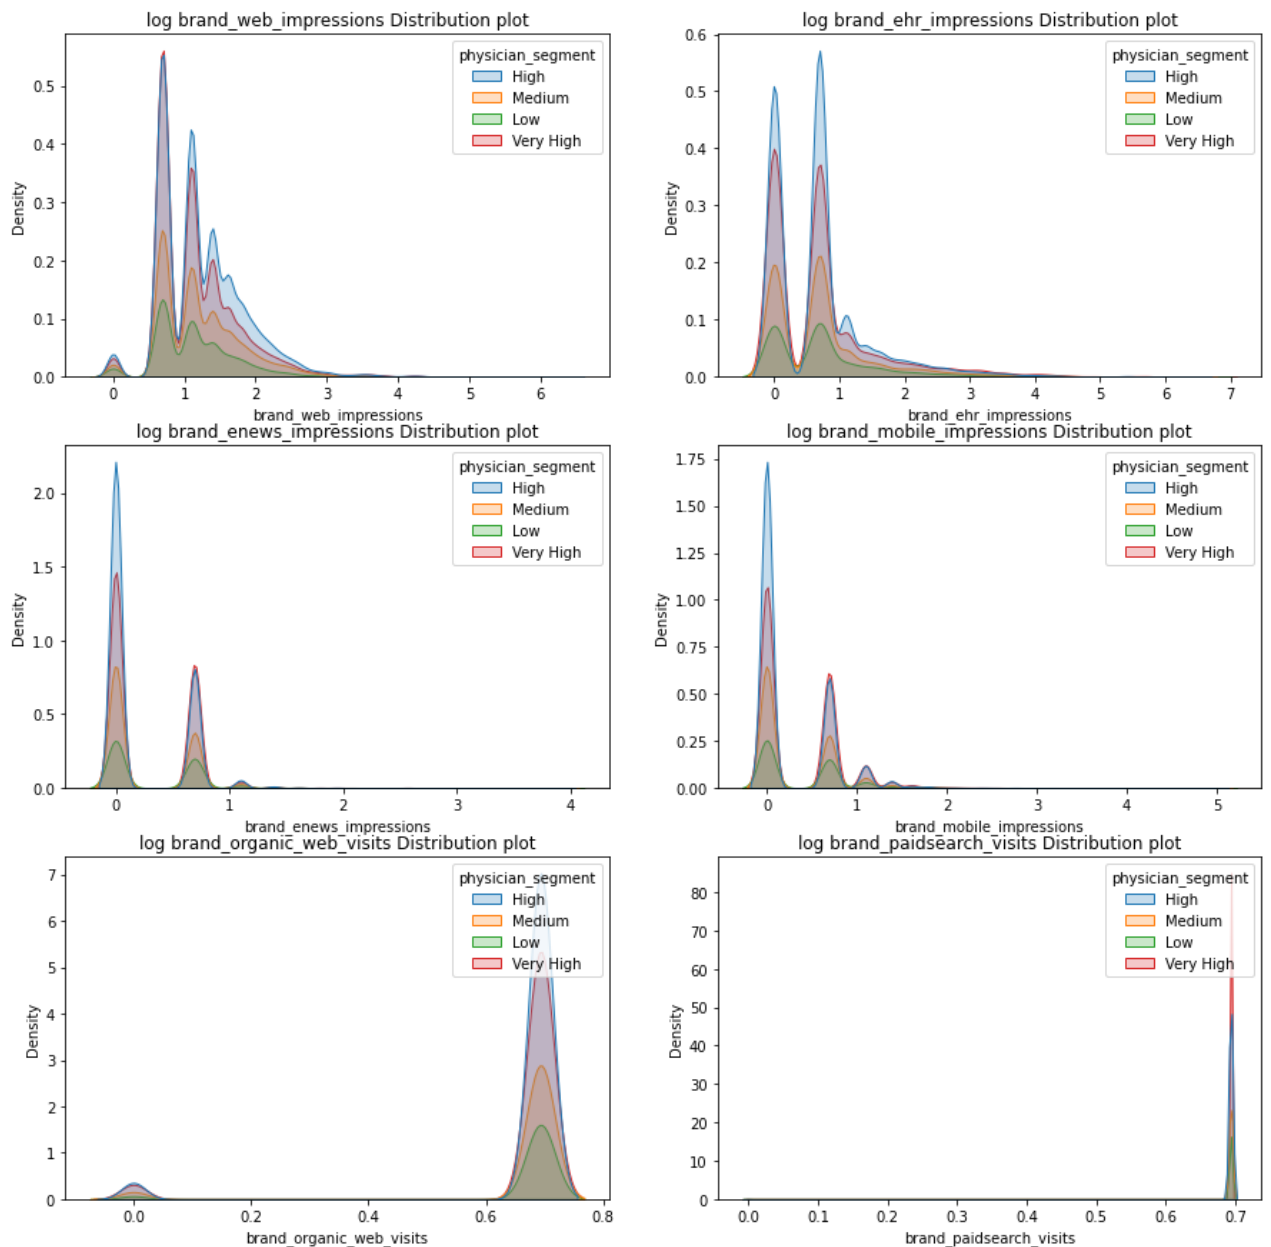 log brand_web_impressions Distribution plot
physician_segment
High
Medium
Low
Very High
Density
0.5
0.4
0.3
0.2
0.1
0.0
0 1 2 3 4 5 6
brand_web_impressions
log brand_ehr_impressions Distribution plot
physician_segment
High
Medium
Low
Very High
Density
0.6
0.5
0.4
0.3
0.2
0.1
0.0
0 1 2 3 4 5 6 7
brand_ehr_impressions
log brand_enews_impressions Distribution plot
physician_segment
High
Medium
Low
Very High
Density
2.0
1.5
1.0
0.5
0.0
0 1 2 3 4
brand_enews_impressions
log brand_mobile_impressions Distribution plot
physician_segment
High
Medium
Low
Very High
Density
1.75
1.50
1.25
1.00
0.75
0.50
0.25
0.00
0 1 2 3 4 5
brand_mobile_impressions
log brand_organic_web_visits Distribution plot
physician_segment
High
Medium
Low
Very High
Density
7
6
5
4
3
2
1
0
0.0 0.2 0.4 0.6 0.8
brand_organic_web_visits
log brand_paidsearch_visits Distribution plot
physician_segment
High
Medium
Low
Very High
Density
80
70
60
50
40
30
20
10
0
0.0 0.1 0.2 0.3 0.4 0.5 0.6 0.7
brand_paidsearch_visits